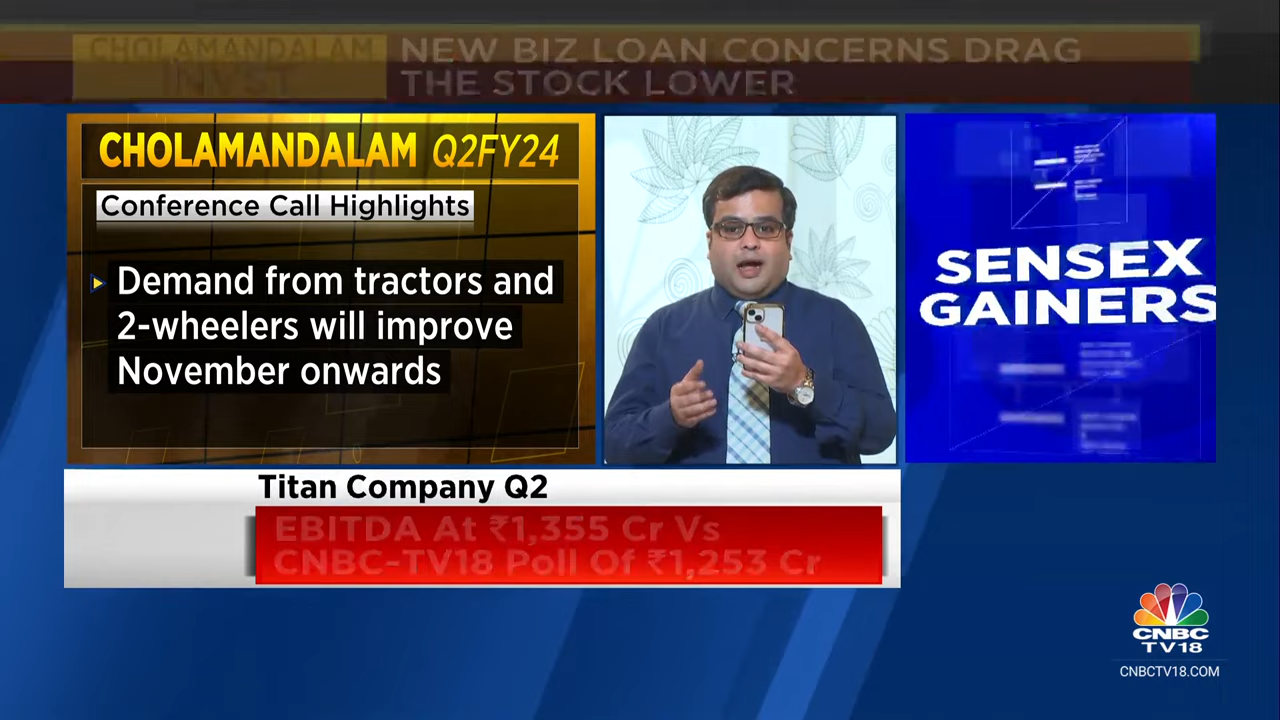 CHOLAMANDALAM
INVST
NEW BIZ LOAN CONCERNS DRAG
THE STOCK LOWER
CHOLAMANDALAM Q2FY24
Conference Call Highlights
Demand from tractors and
2-wheelers will improve
November onwards
SENSEX
GAINERS
Titan Company Q2
EBITDA At ₹1,355 Cr Vs
CNBC-TV18 Poll Of ₹1,253 Cr
CNBC
TV18
CNBCTV18.COM